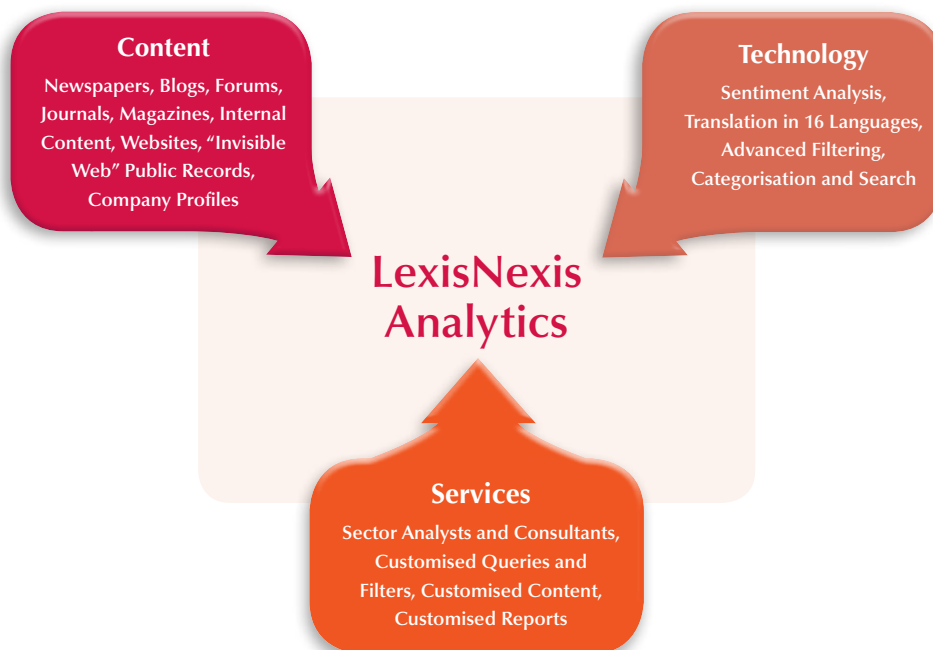 Content
Newspapers, Blogs, Forums,
Journals, Magazines, Internal
Content, Websites, “Invisible
Web” Public Records,
Company Profiles
Technology
Sentiment Analysis,
Translation in 16 Languages,
Advanced Filtering,
Categorisation and Search
LexisNexis
Analytics
Services
Sector Analysts and Consultants,
Customised Queries and
Filters, Customised Content,
Customised Reports